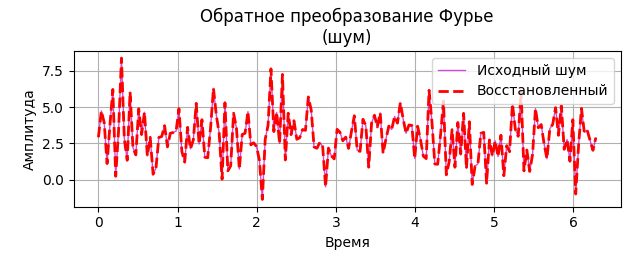 Обратное преобразование Фурье
(шум)
Исходный шум
Восстановленный
Амплитуда
7.5
5.0
2.5
0.0
0 1 2 3 4 5 6
Время